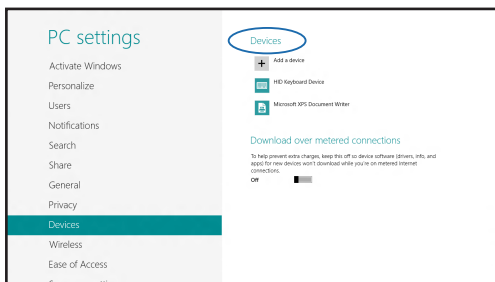 PC settings
Activate Windows
Personalize
Users
Notifications
Search
Share
General
Privacy
Devices
Wireless
Ease of Access
Devices
Add a device
HID Keyboard Device
Microsoft XPS Document Writer
Download over metered connections
To help prevent extra charges, keep this off so device software (drivers, info, and
apps) for new devices won't download while you're on metered Internet
connections.
Off